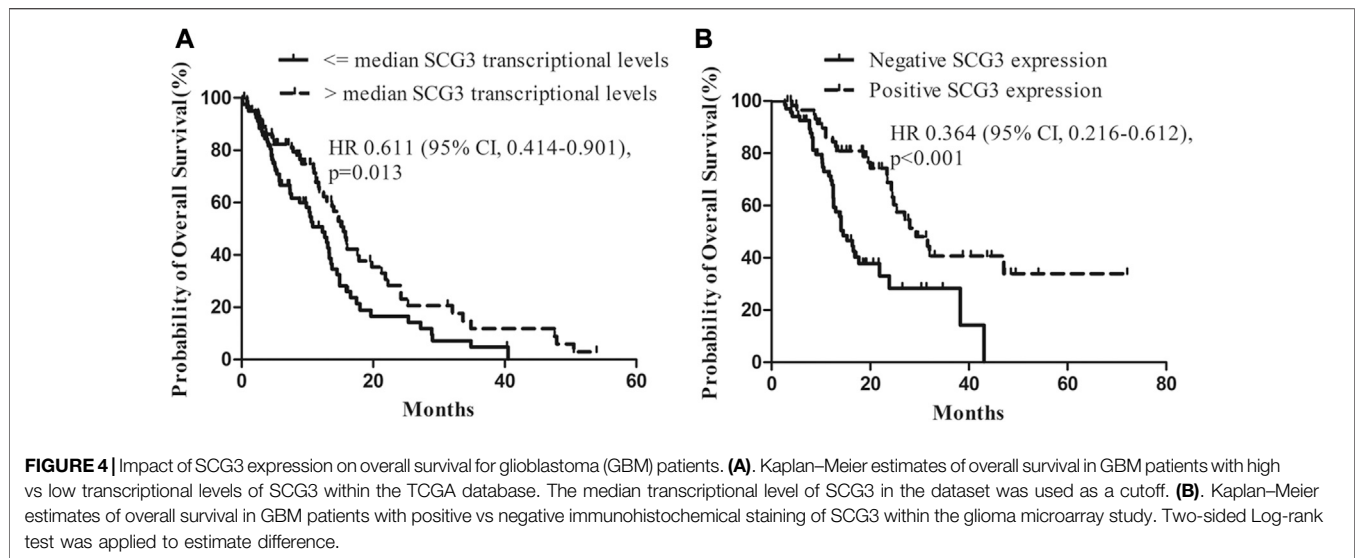 A
<= median SCG3 transcriptional levels
> median SCG3 transcriptional levels
HR 0.611 (95% CI, 0.414-0.901),
p=0.013
Probability of Overall Survival(%)
100
80
60
40
20
0
0 20 40 60
Months
B
Negative SCG3 expression
Positive SCG3 expression
HR 0.364 (95% CI, 0.216-0.612),
p<0.001
Probability of Overall Survival(%)
100
80
60
40
20
0
0 20 40 60 80
Months
FIGURE 4 | Impact of SCG3 expression on overall survival for glioblastoma (GBM) patients. (A). Kaplan–Meier estimates of overall survival in GBM patients with high
vs low transcriptional levels of SCG3 within the TCGA database. The median transcriptional level of SCG3 in the dataset was used as a cutoff. (B). Kaplan–Meier
estimates of overall survival in GBM patients with positive vs negative immunohistochemical staining of SCG3 within the glioma microarray study. Two-sided Log-rank
test was applied to estimate difference.